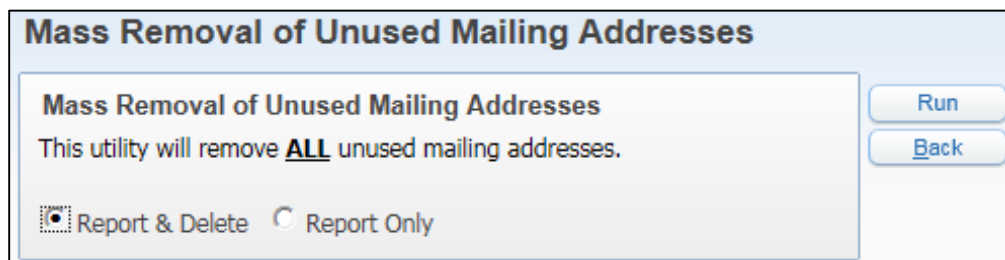 Mass Removal of Unused Mailing Addresses
Mass Removal of Unused Mailing Addresses
Run
This utility will remove ALL unused mailing addresses.
Back
Report & Delete Report Only